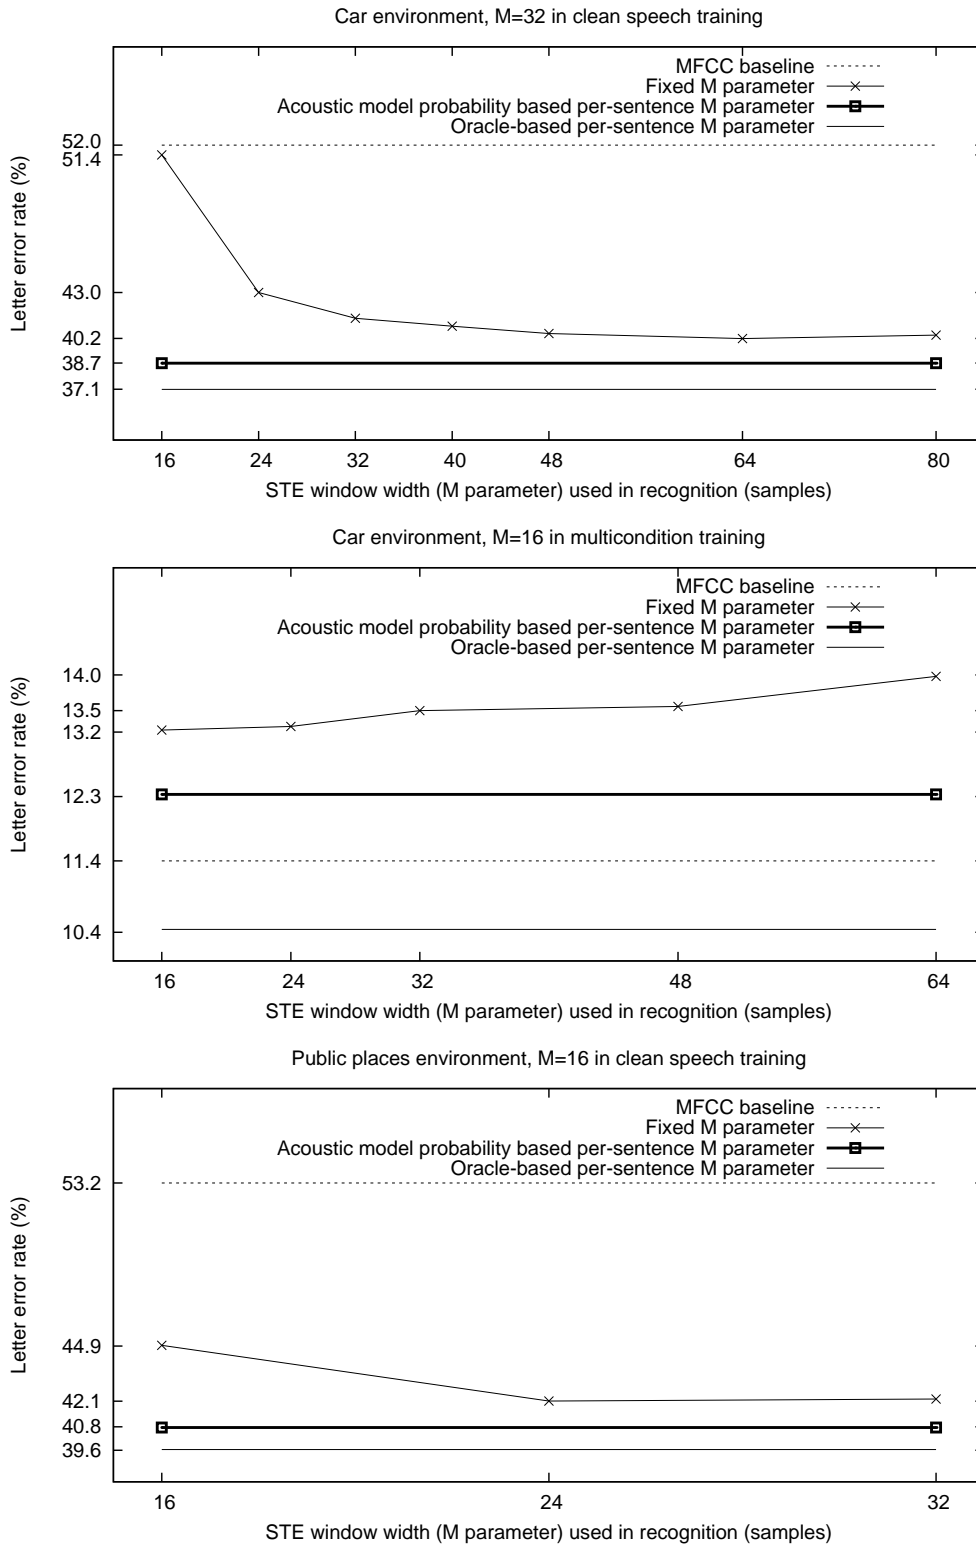 Car environment, M=32 in clean speech training
MFCC baseline
Fixed M parameter
Acoustic model probability based per-sentence M parameter
Oracle-based per-sentence M parameter
Letter error rate (%)
52.0
51.4
43.0
40.2
38.7
37.1
16 24 32 40 48 64 80
STE window width (M parameter) used in recognition (samples)
Car environment, M=16 in multicondition training
MFCC baseline
Fixed M parameter
Acoustic model probability based per-sentence M parameter
Oracle-based per-sentence M parameter
Letter error rate (%)
14.0
13.5
13.2
12.3
11.4
10.4
16 24 32 48 64
STE window width (M parameter) used in recognition (samples)
Public places environment, M=16 in clean speech training
MFCC baseline
Fixed M parameter
Acoustic model probability based per-sentence M parameter
Oracle-based per-sentence M parameter
Letter error rate (%)
53.2
44.9
42.1
40.8
39.6
16 24 32
STE window width (M parameter) used in recognition (samples)